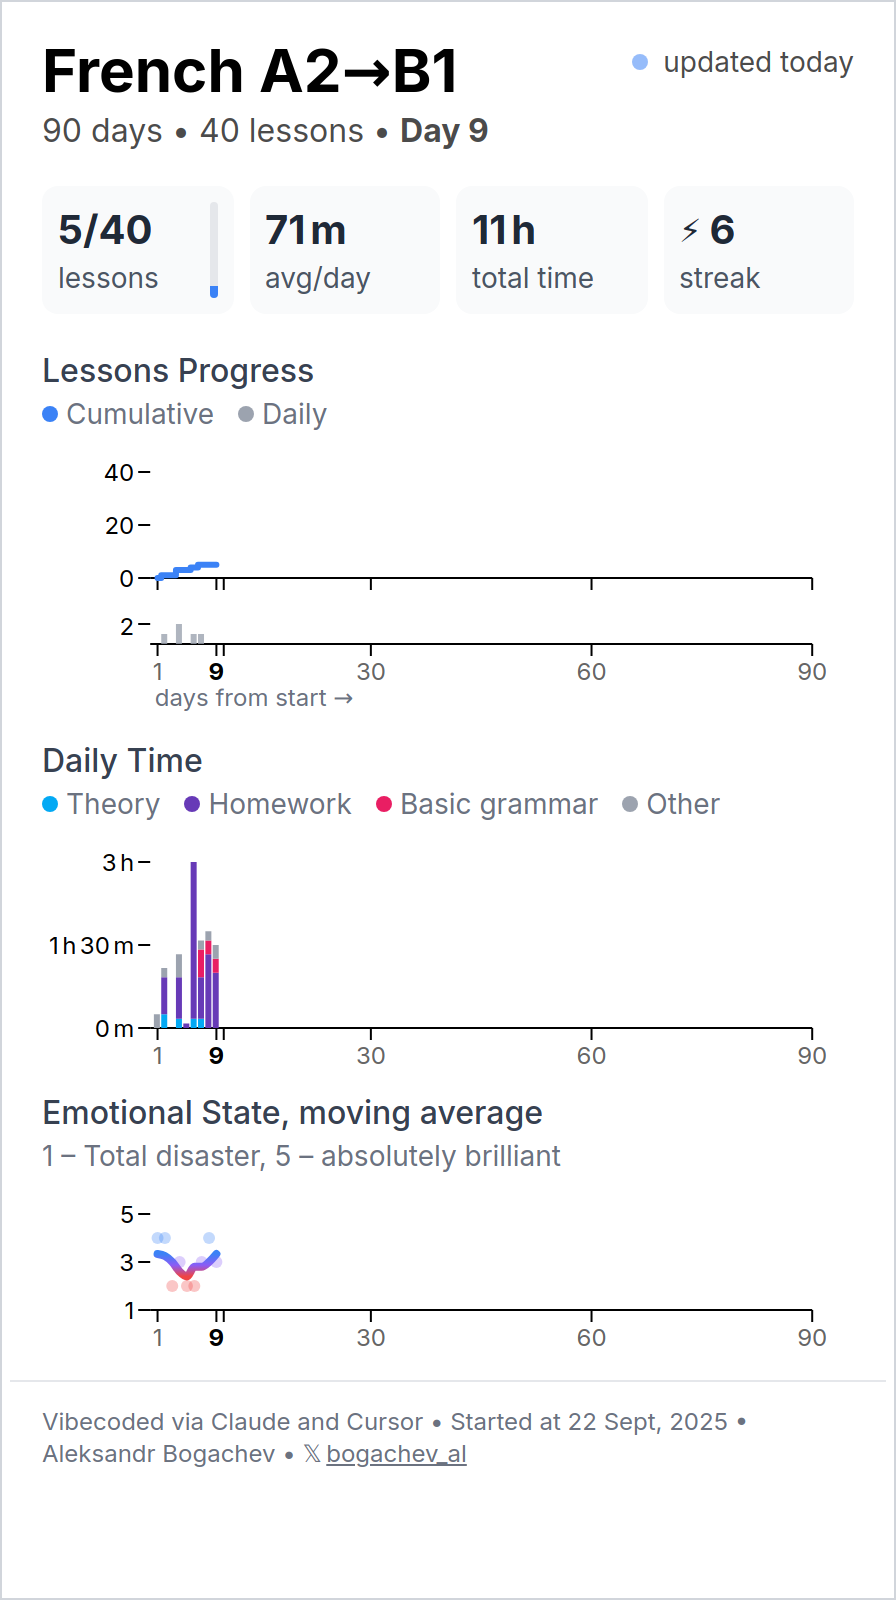 French A2→B1
updated today
90 days • 40 lessons • Day 9
5/40
lessons
71m
avg/day
11h
total time
⚡ 6
streak
Lessons Progress
Cumulative Daily
40
20
0
2
1 9 30 60 90
days from start →
Daily Time
Theory Homework Basic grammar Other
3h
1h30m
0m
1 9 30 60 90
Emotional State, moving average
1 – Total disaster, 5 – absolutely brilliant
5
3
1
1 9 30 60 90
Vibecoded via Claude and Cursor • Started at 22 Sept, 2025 •
Aleksandr Bogachev • 𝕏 bogachev_al